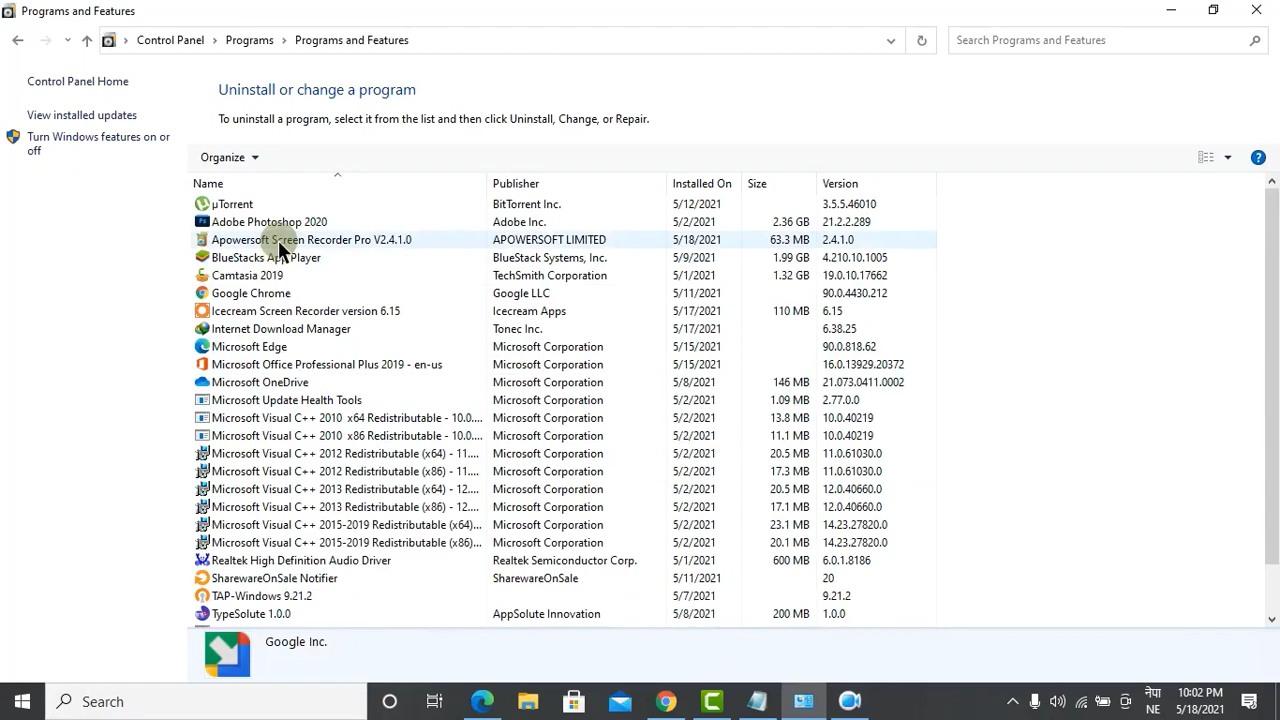 Programs and Features
Control Panel > Programs > Programs and Features
Search Programs and Features
Control Panel Home
View installed updates
Turn Windows features on or
off
Uninstall or change a program
To uninstall a program, select it from the list and then click Uninstall, Change, or Repair.
Organize
Name Publisher Installed On Size Version
µTorrent BitTorrent Inc. 5/12/2021 3.5.5.46010
Adobe Photoshop 2020 Adobe Inc. 5/2/2021 2.36 GB 21.2.2.289
Apowersoft Screen Recorder Pro V2.4.1.0 APOWERSOFT LIMITED 5/18/2021 63.3 MB 2.4.1.0
BlueStacks App Player BlueStack Systems, Inc. 5/9/2021 1.99 GB 4.210.10.1005
Camtasia 2019 TechSmith Corporation 5/2/2021 1.32 GB 19.0.10.17662
Google Chrome Google LLC 5/11/2021 90.0.4430.212
Icecream Screen Recorder version 6.15 Icecream Apps 5/17/2021 110 MB 6.15
Internet Download Manager Tonec Inc. 5/17/2021 6.38.25
Microsoft Edge Microsoft Corporation 5/15/2021 90.0.818.62
Microsoft Office Professional Plus 2019 - en-us Microsoft Corporation 5/15/2021 16.0.13929.20372
Microsoft OneDrive Microsoft Corporation 5/8/2021 146 MB 21.073.0411.0002
Microsoft Update Health Tools Microsoft Corporation 5/2/2021 1.09 MB 2.77.0.0
Microsoft Visual C++ 2010 x64 Redistributable - 10.0.... Microsoft Corporation 5/2/2021 13.8 MB 10.0.40219
Microsoft Visual C++ 2010 x86 Redistributable - 10.0.... Microsoft Corporation 5/2/2021 11.1 MB 10.0.40219
Microsoft Visual C++ 2012 Redistributable (x64) - 11.... Microsoft Corporation 5/2/2021 20.5 MB 11.0.61030.0
Microsoft Visual C++ 2012 Redistributable (x86) - 11.... Microsoft Corporation 5/2/2021 17.3 MB 11.0.61030.0
Microsoft Visual C++ 2013 Redistributable (x64) - 12.... Microsoft Corporation 5/2/2021 20.5 MB 12.0.40660.0
Microsoft Visual C++ 2013 Redistributable (x86) - 12.... Microsoft Corporation 5/2/2021 17.1 MB 12.0.40660.0
Microsoft Visual C++ 2015-2019 Redistributable (x64)... Microsoft Corporation 5/2/2021 23.1 MB 14.23.27820.0
Microsoft Visual C++ 2015-2019 Redistributable (x86)... Microsoft Corporation 5/2/2021 20.1 MB 14.23.27820.0
Realtek High Definition Audio Driver Realtek Semiconductor Corp. 5/1/2021 600 MB 6.0.1.8186
SharewareOnSale Notifier SharewareOnSale 5/11/2021 20
TAP-Windows 9.21.2 5/7/2021 9.21.2
TypeSolute 1.0.0 AppSolute Innovation 5/8/2021 200 MB 1.0.0
Google Inc.
Search
नेपा
NE
10:02 PM
5/18/2021